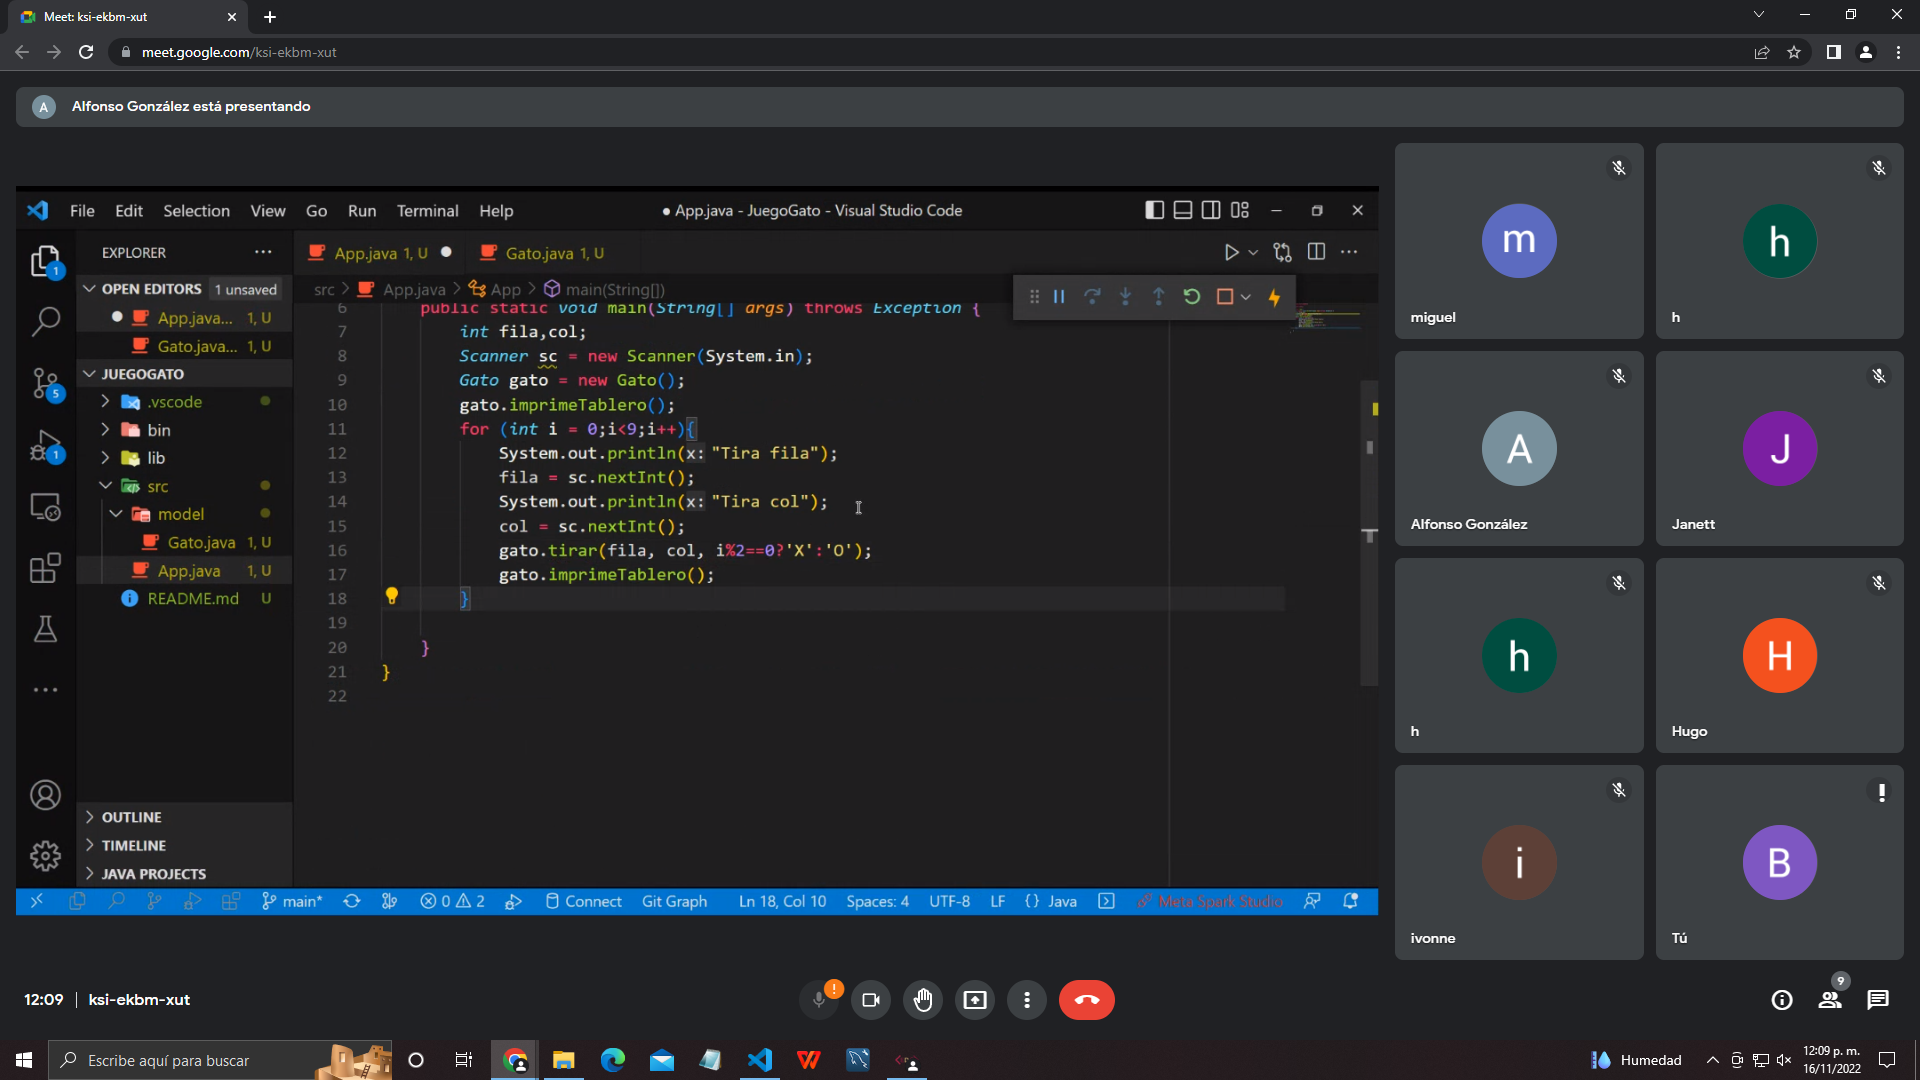 Meet: ksi-ekbm-xut
meet.google.com/ksi-ekbm-xut
A Alfonso González está presentando
File Edit Selection View Go Run Terminal Help
● App.java - JuegoGato - Visual Studio Code
EXPLORER
App.java 1, U
Gato.java 1, U
OPEN EDITORS 1 unsaved
App.java... 1, U
Gato.java... 1, U
JUEGOGATO
.vscode
bin
lib
src
model
Gato.java 1, U
App.java 1, U
README.md U
OUTLINE
TIMELINE
JAVA PROJECTS
1
5
1
src > App.java > App > main(String[])
6 public static void main(String[] args) throws Exception {
7 int fila,col;
8 Scanner sc = new Scanner(System.in);
9 Gato gato = new Gato();
10 gato.imprimeTablero();
11 for (int i = 0;i<9;i++){
12 System.out.println(x: "Tira fila");
13 fila = sc.nextInt();
14 System.out.println(x: "Tira col");
15 col = sc.nextInt();
16 gato.tirar(fila, col, i%2==0?'X':'O');
17 gato.imprimeTablero();
18 }
19
20 }
21 }
22
main* 0 2 Connect Git Graph Ln 18, Col 10 Spaces: 4 UTF-8 LF {} Java Meta Spark Studio
m
miguel
h
h
A
Alfonso González
J
Janett
h
h
H
Hugo
i
ivonne
B
Tú
12:09 | ksi-ekbm-xut
9
Escribe aquí para buscar
Humedad
12:09 p. m.
16/11/2022